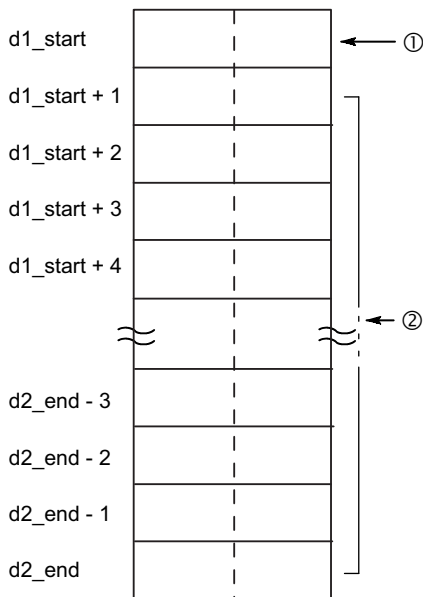 d1_start
①
d1_start + 1
d1_start + 2
d1_start + 3
d1_start + 4
②
d2_end - 3
d2_end - 2
d2_end - 1
d2_end